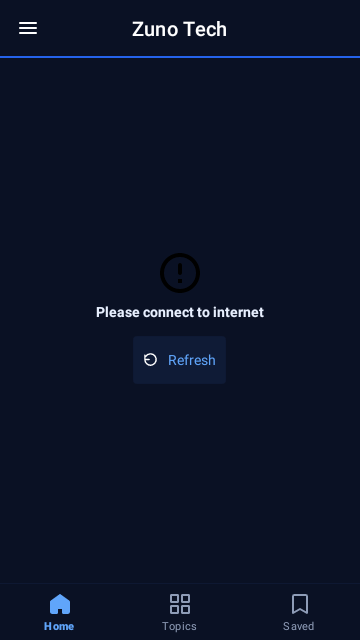 Zuno Tech
Please connect to internet
Refresh
Home
Topics
Saved